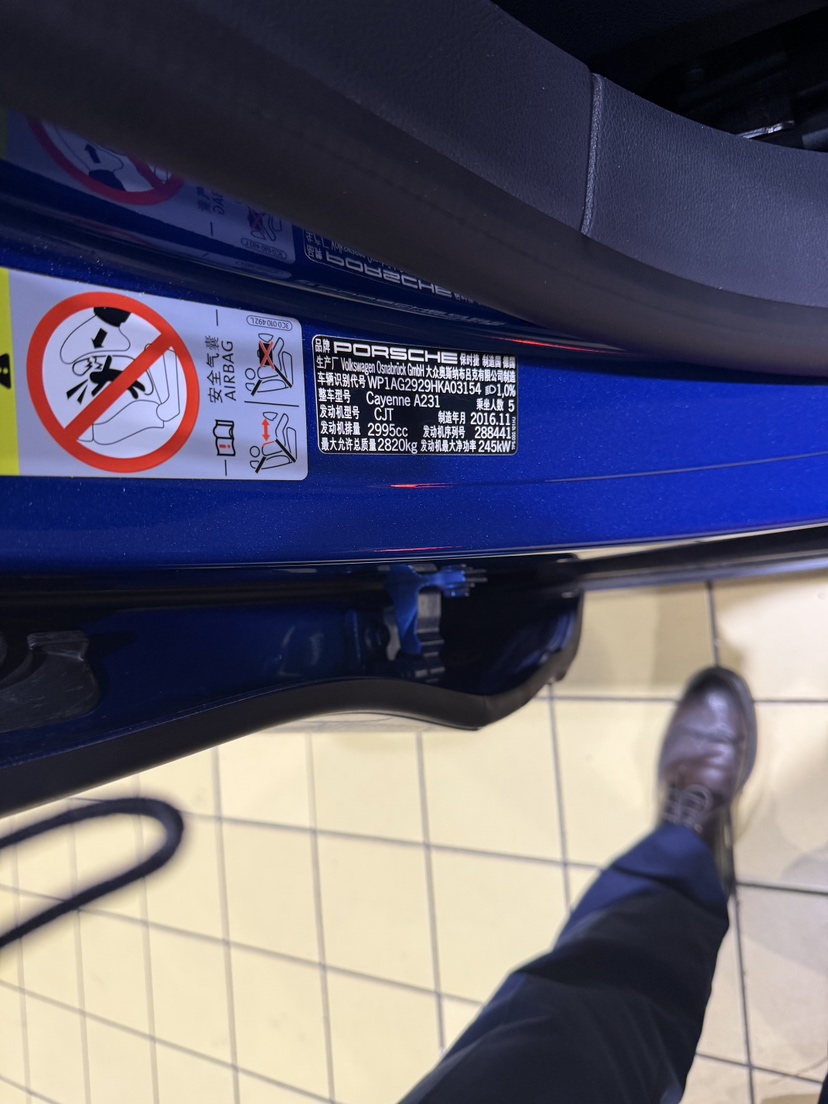 3C0 010 492 L
安全气囊
AIRBAG
品牌 PORSCHE 保时捷 制造国 德国
生产厂 Volkswagen Osnabrück GmbH 大众奥斯纳布吕克有限公司制造
车辆识别代号 WP1AG2929HKA03154 1,0%
整车型号 Cayenne A231 乘坐人数 5
发动机型号 CJT 制造年月 2016.11
发动机排量 2995cc 发动机序列号 288441
最大允许总质量 2820kg 发动机最大净功率 245kW